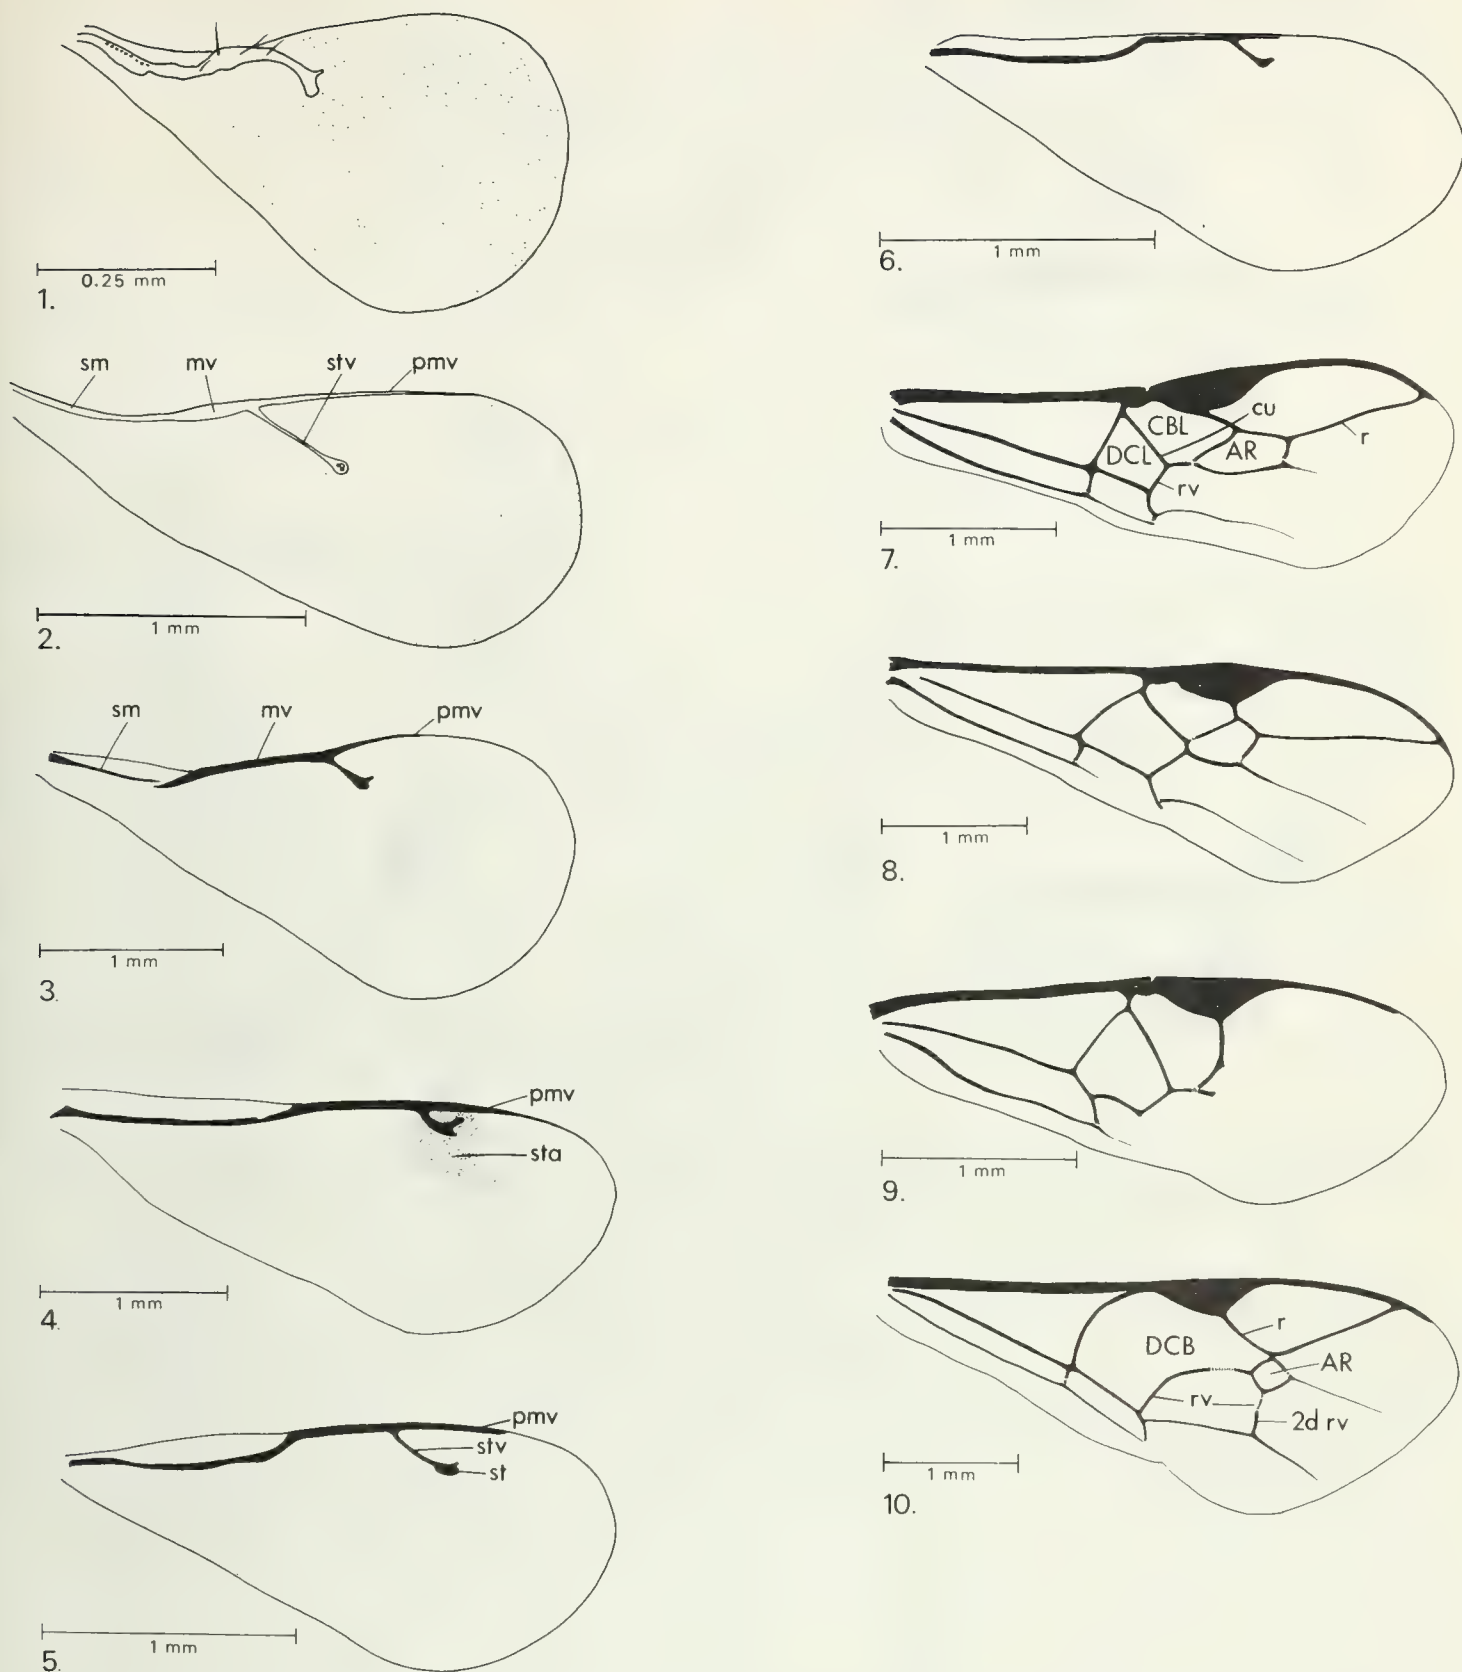 0.25 mm
1.
sm mv stv pmv
1 mm
2.
sm mv pmv
1 mm
3.
pmv
sta
1 mm
4.
pmv
stv
st
1 mm
5.
1 mm
6.
cu
CBL
r
DCL
AR
rv
1 mm
7.
1 mm
8.
1 mm
9.
r
DCB
AR
rv
2d rv
1 mm
10.